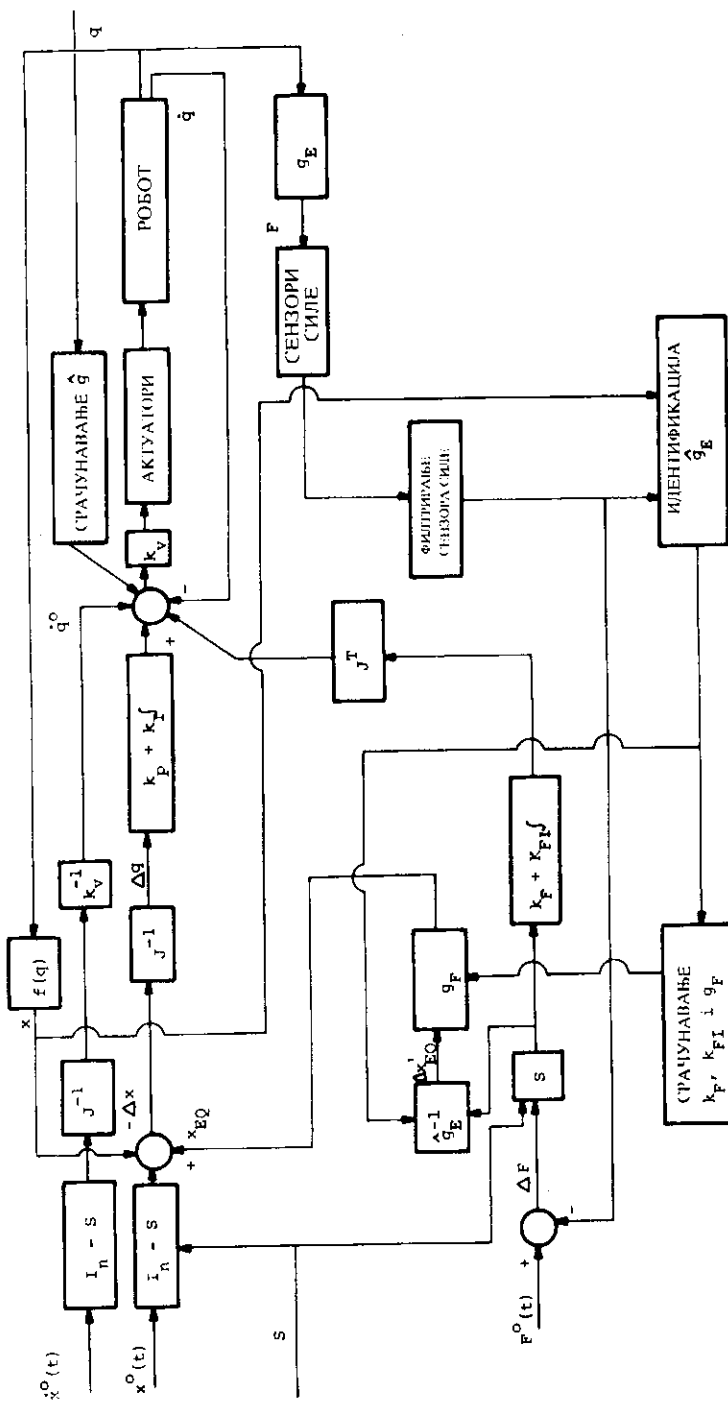 q
СРАЧУНАВАЊЕ ĝ
q̇°
f(q)
x
k_v^-1
J^-1
I_n - S
ẋ°(t)
РОБОТ
q̇
АКТУАТОРИ
k_v
-
+
k_p + k_I∫
Δq
J^-1
- Δx
x_EQ
+
I_n - S
x°(t)
g_E
F
СЕНЗОРИ
СИЛЕ
ФИЛТРИРАЊЕ
СЕНЗОРА СИЛЕ
J^T
S
ИДЕНТИФИКАЦИЈА
ĝ_E
k_F + K_FI∫
g_F
Δx'_EQ
ĝ_E^-1
S
ΔF
+
-
F°(t)
СРАЧУНАВАЊЕ
k_F, k_FI i g_F